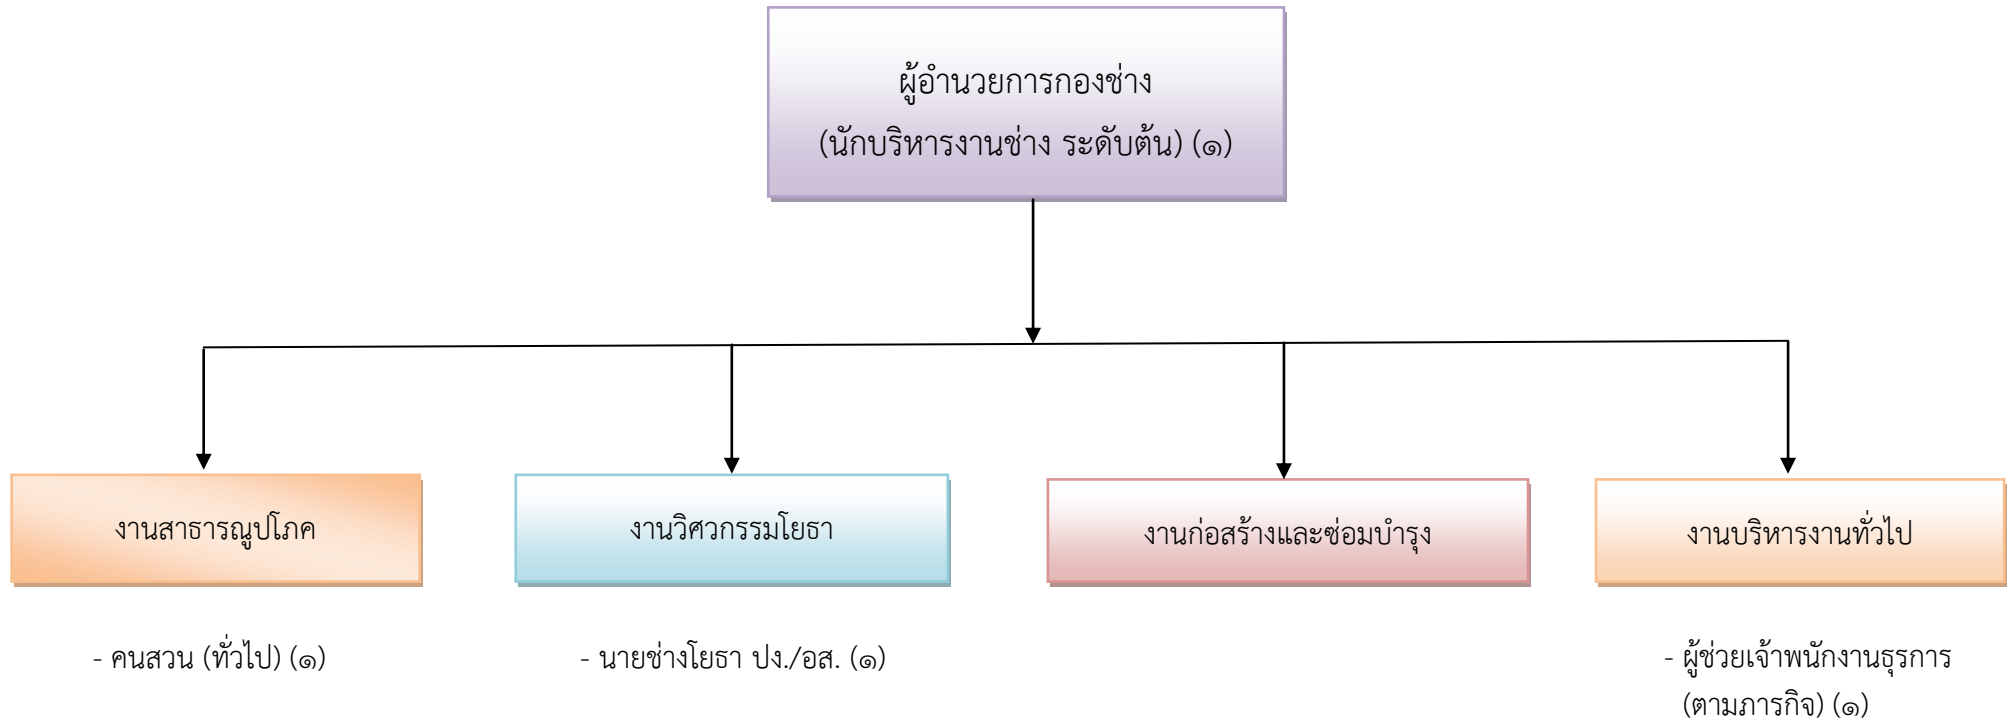 ผู้อำนวยการกองช่าง
(นักบริหารงานช่าง ระดับต้น) (๑)
งานสาธารณูปโภค
งานวิศวกรรมโยธา
งานก่อสร้างและซ่อมบำรุง
งานบริหารงานทั่วไป
- คนสวน (ทั่วไป) (๑)
- นายช่างโยธา ปง./อส. (๑)
- ผู้ช่วยเจ้าพนักงานธุรการ
(ตามภารกิจ) (๑)